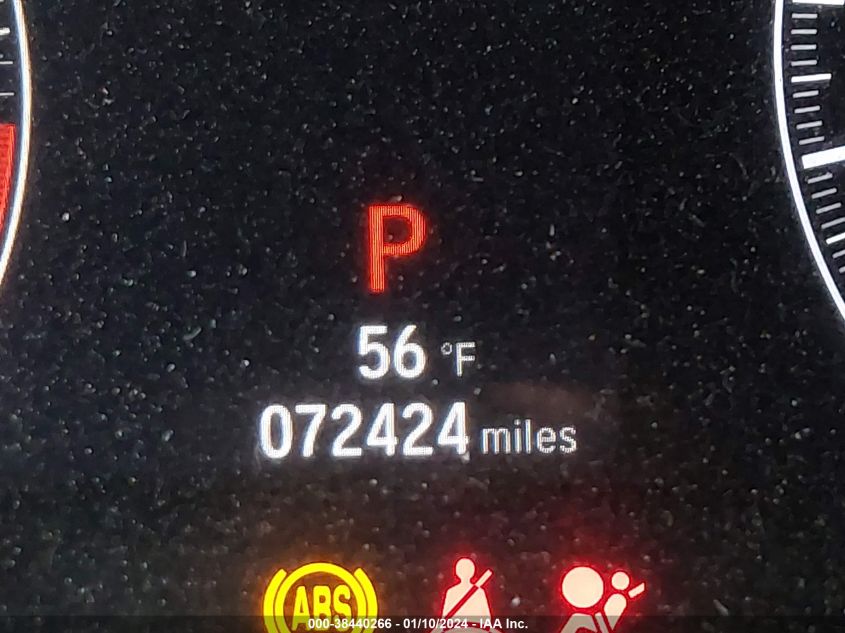 P
56 °F
072424 miles
ABS
000-38440266 - 01/10/2024 - IAA Inc.